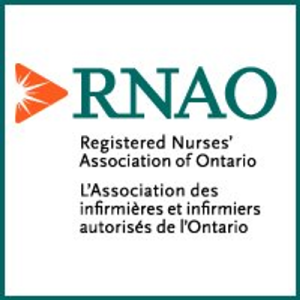 RNAO
Registered Nurses'
Association of Ontario
L'Association des
infirmières et infirmiers
autorisés de l'Ontario